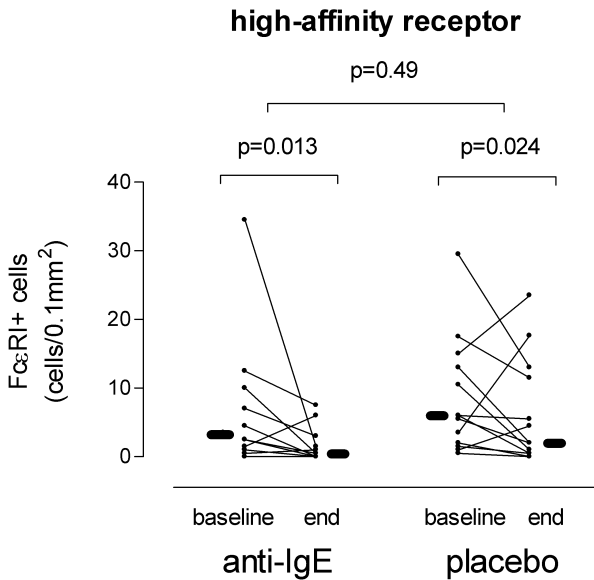 high-affinity receptor
p=0.49
p=0.013
p=0.024
40
30
20
10
0
FcεRI+ cells
(cells/0.1mm²)
baseline end baseline end
anti-IgE placebo